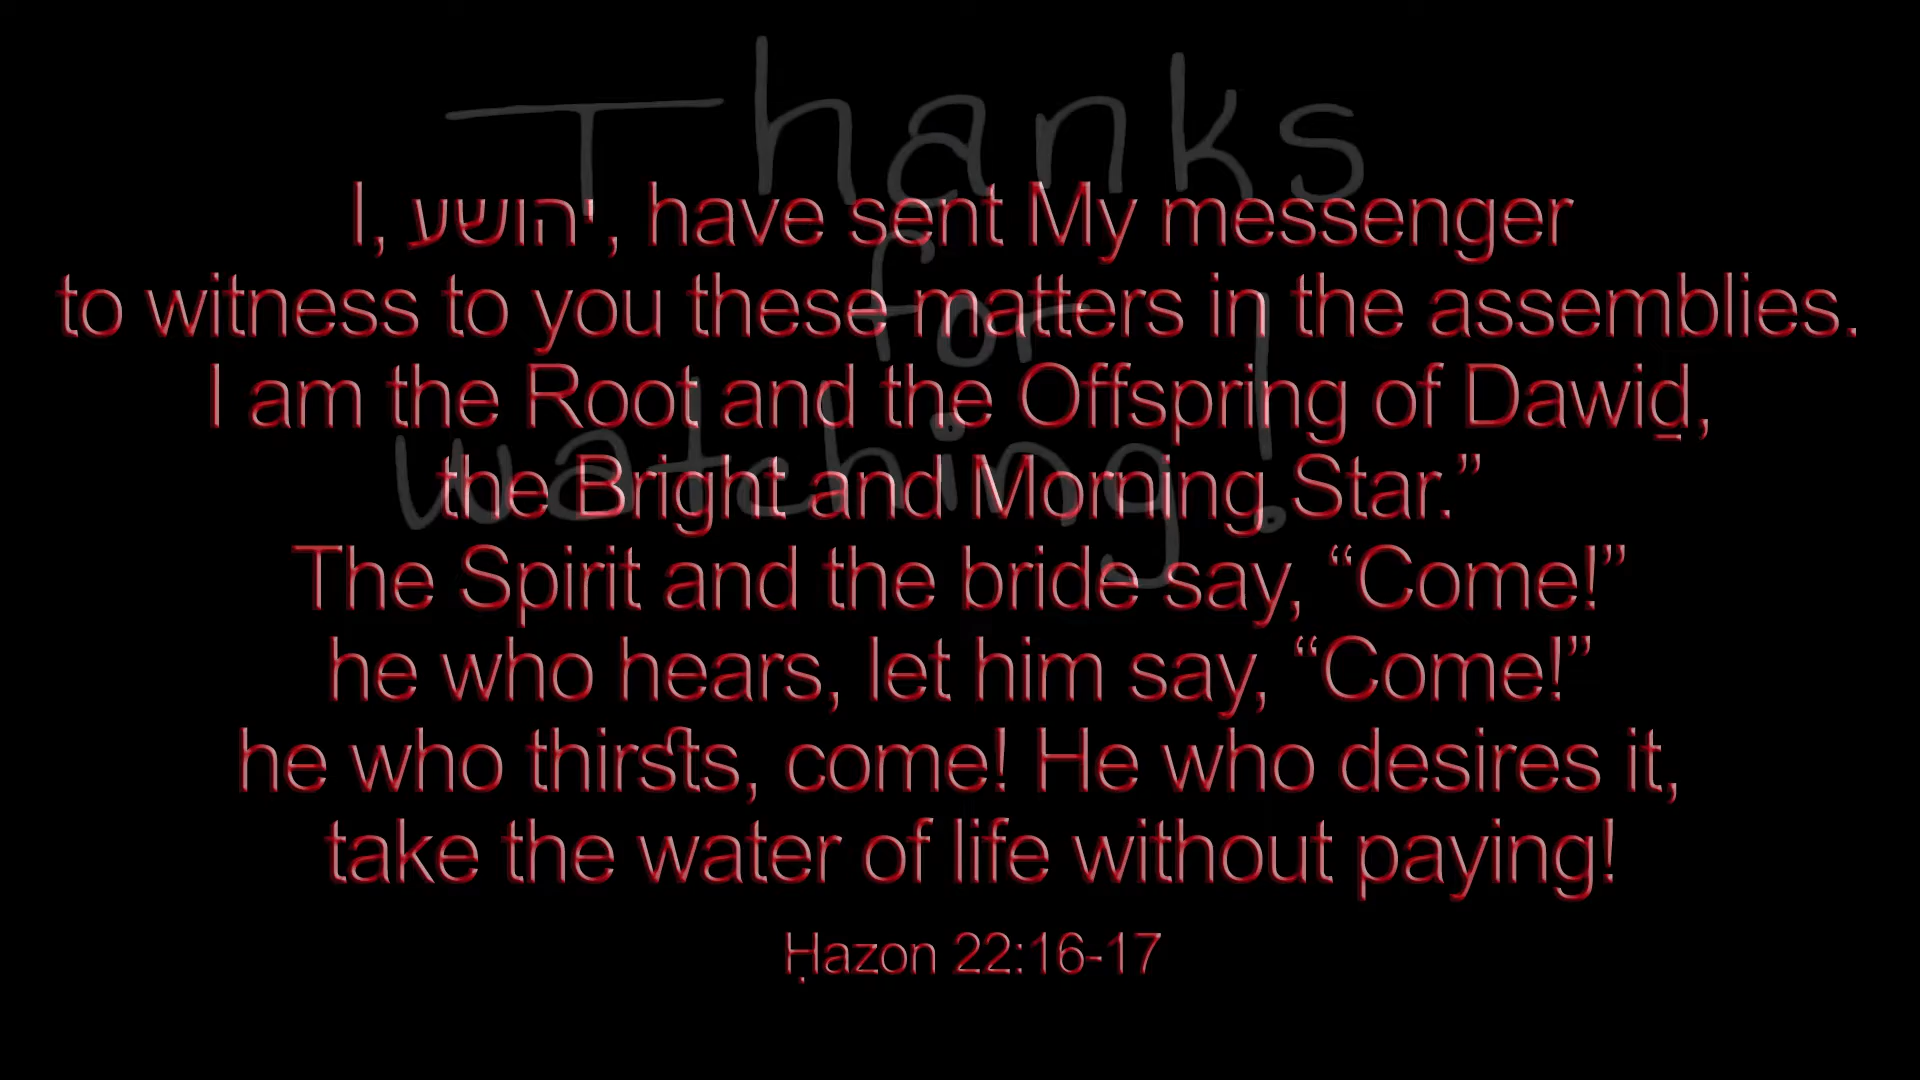 Thanks
for
watching!
I, יהושע, have sent My messenger
to witness to you these matters in the assemblies.
I am the Root and the Offspring of Dawiḏ,
the Bright and Morning Star.”
The Spirit and the bride say, “Come!”
he who hears, let him say, “Come!”
he who thirsts, come! He who desires it,
take the water of life without paying!
Ḥazon 22:16-17